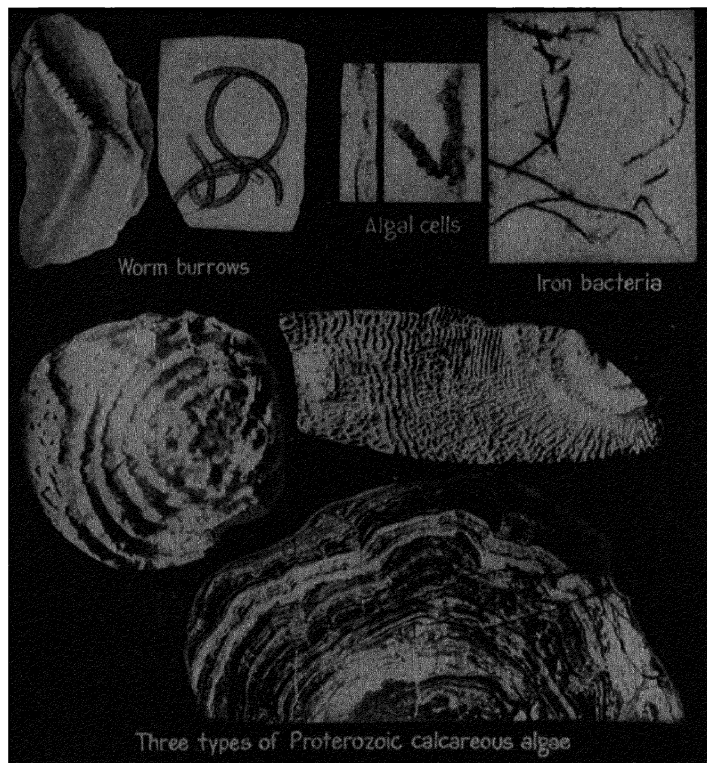 Worm burrows
Algal cells
Iron bacteria
Three types of Proterozoic calcareous algae